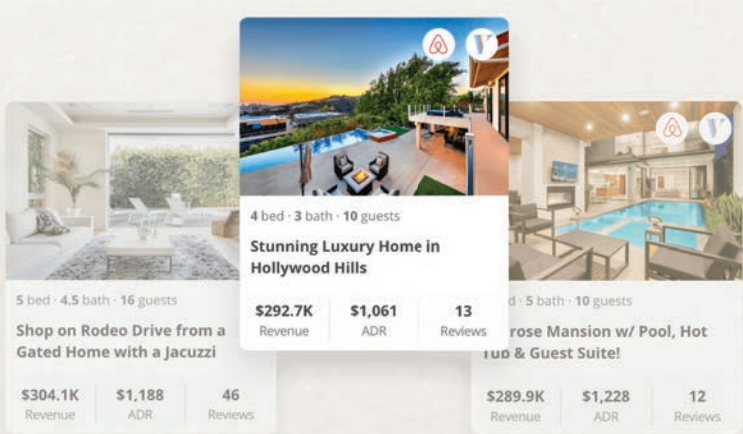 4 bed · 3 bath · 10 guests
Stunning Luxury Home in
Hollywood Hills
$292.7K
$1,061
13
Revenue
ADR
Reviews
5 bed · 4.5 bath · 16 guests
Shop on Rodeo Drive from a
Gated Home with a Jacuzzi
$304.1K
$1,188
46
Revenue
ADR
Reviews
5 bath · 10 guests
Mansion w/ Pool, Hot
Tub & Guest Suite!
$289.9K
$1,228
12
Revenue
ADR
Reviews